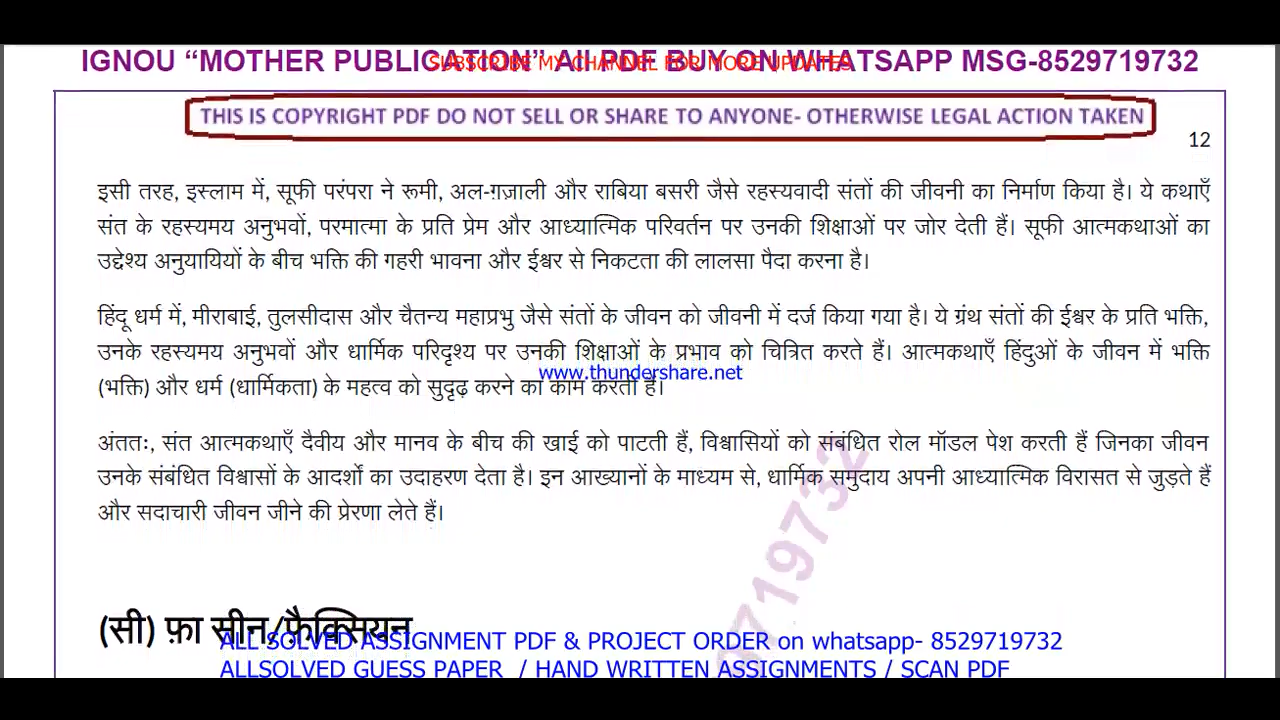 IGNOU “MOTHER PUBLICATION” All PDF BUY ON WHATSAPP MSG-8529719732
SUBSCRIBE MY CHANNEL FOR MORE UPDATES
THIS IS COPYRIGHT PDF DO NOT SELL OR SHARE TO ANYONE- OTHERWISE LEGAL ACTION TAKEN
12
इसी तरह, इस्लाम में, सूफी परंपरा ने रूमी, अल-ग़ज़ाली और राबिया बसरी जैसे रहस्यवादी संतों की जीवनी का निर्माण किया है। ये कथाएँ
संत के रहस्यमय अनुभवों, परमात्मा के प्रति प्रेम और आध्यात्मिक परिवर्तन पर उनकी शिक्षाओं पर जोर देती हैं। सूफी आत्मकथाओं का
उद्देश्य अनुयायियों के बीच भक्ति की गहरी भावना और ईश्वर से निकटता की लालसा पैदा करना है।
हिंदू धर्म में, मीराबाई, तुलसीदास और चैतन्य महाप्रभु जैसे संतों के जीवन को जीवनी में दर्ज किया गया है। ये ग्रंथ संतों की ईश्वर के प्रति भक्ति,
उनके रहस्यमय अनुभवों और धार्मिक परिदृश्य पर उनकी शिक्षाओं के प्रभाव को चित्रित करते हैं। आत्मकथाएँ हिंदुओं के जीवन में भक्ति
www.thundershare.net
(भक्ति) और धर्म (धार्मिकता) के महत्व को सुदृढ़ करने का काम करती हैं।
अंततः, संत आत्मकथाएँ दैवीय और मानव के बीच की खाई को पाटती हैं, विश्वासियों को संबंधित रोल मॉडल पेश करती हैं जिनका जीवन
उनके संबंधित विश्वासों के आदर्शों का उदाहरण देता है। इन आख्यानों के माध्यम से, धार्मिक समुदाय अपनी आध्यात्मिक विरासत से जुड़ते हैं
और सदाचारी जीवन जीने की प्रेरणा लेते हैं।
9719732
(सी) फ़ा सीन/फ़ैक्सियन
ALL SOLVED ASSIGNMENT PDF & PROJECT ORDER on whatsapp- 8529719732
ALLSOLVED GUESS PAPER / HAND WRITTEN ASSIGNMENTS / SCAN PDF